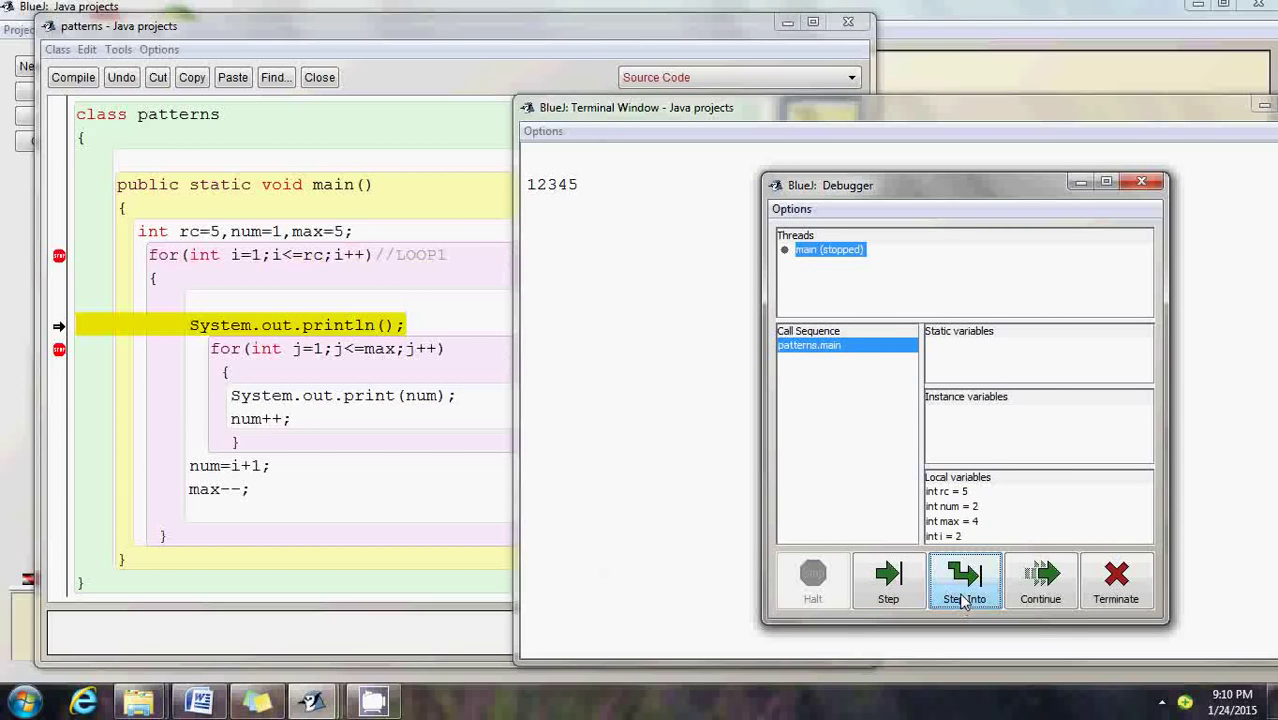 BlueJ: BlueJ: Java projects
patterns - Java projects
Projec
Class Edit Tools Options
Ne
Compile Undo Cut Copy Paste Find... Close
Source Code
class patterns
{
public static void main()
{
int rc=5,num=1,max=5;
STOP
for(int i=1;i<=rc;i++)//LOOP1
{
System.out.println();
STOP
for(int j=1;j<=max;j++)
{
System.out.print(num);
num++;
}
num=i+1;
max--;
}
}
}
BlueJ: Terminal Window - Java projects
Options
12345
BlueJ: Debugger
Options
Threads
main (stopped)
Call Sequence
patterns.main
Static variables
Instance variables
Local variables
int rc = 5
int num = 2
int max = 4
int i = 2
Halt
Step
Step Into
Continue
Terminate
9:10 PM
1/24/2015